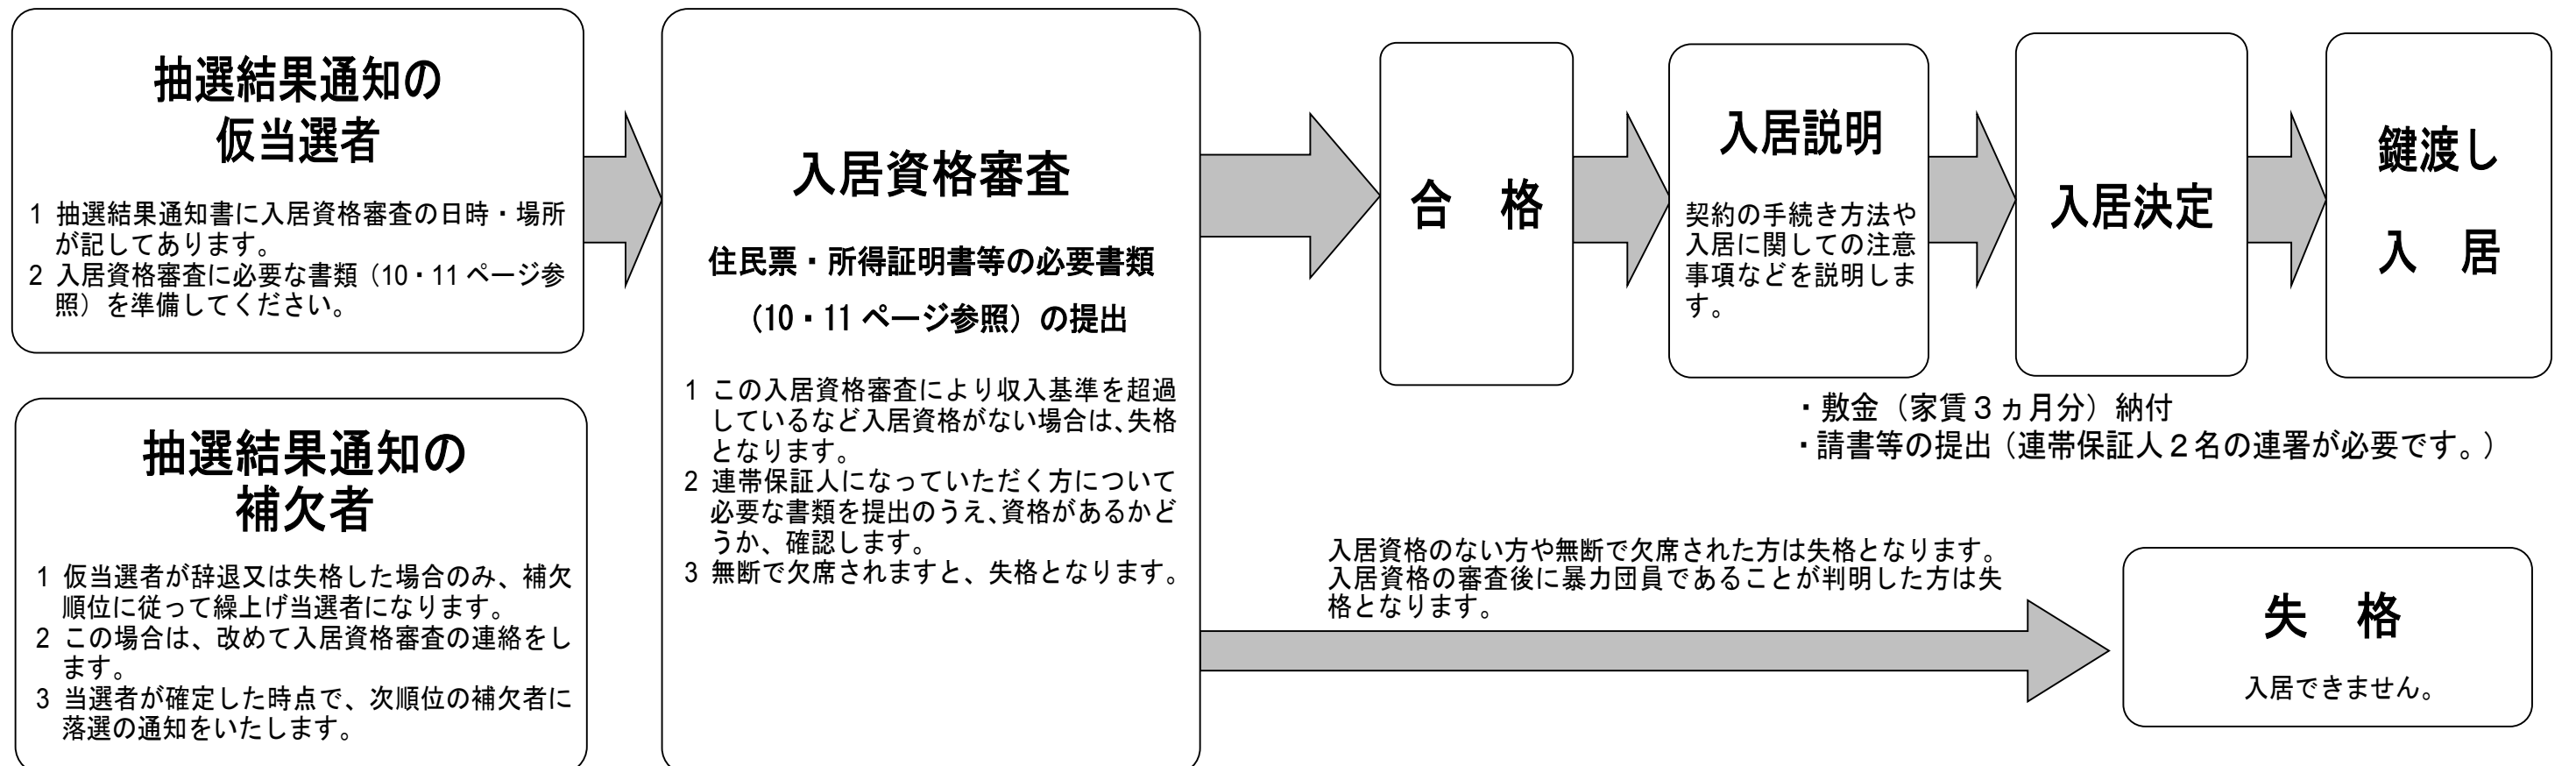 抽選結果通知の
仮当選者
1 抽選結果通知書に入居資格審査の日時・場所
が記してあります。
2 入居資格審査に必要な書類（10・11 ページ参
照）を準備してください。
抽選結果通知の
補欠者
1 仮当選者が辞退又は失格した場合のみ、補欠
順位に従って繰上げ当選者になります。
2 この場合は、改めて入居資格審査の連絡をし
ます。
3 当選者が確定した時点で、次順位の補欠者に
落選の通知をいたします。
入居資格審査
住民票・所得証明書等の必要書類
（10・11 ページ参照）の提出
1 この入居資格審査により収入基準を超過
しているなど入居資格がない場合は、失格
となります。
2 連帯保証人になっていただく方について
必要な書類を提出のうえ、資格があるかど
うか、確認します。
3 無断で欠席されますと、失格となります。
合　格
入居説明
契約の手続き方法や
入居に関しての注意
事項などを説明しま
す。
入居決定
鍵渡し
入　居
・敷金（家賃３ヵ月分）納付
・請書等の提出（連帯保証人２名の連署が必要です。）
入居資格のない方や無断で欠席された方は失格となります。
入居資格の審査後に暴力団員であることが判明した方は失
格となります。
失　格
入居できません。